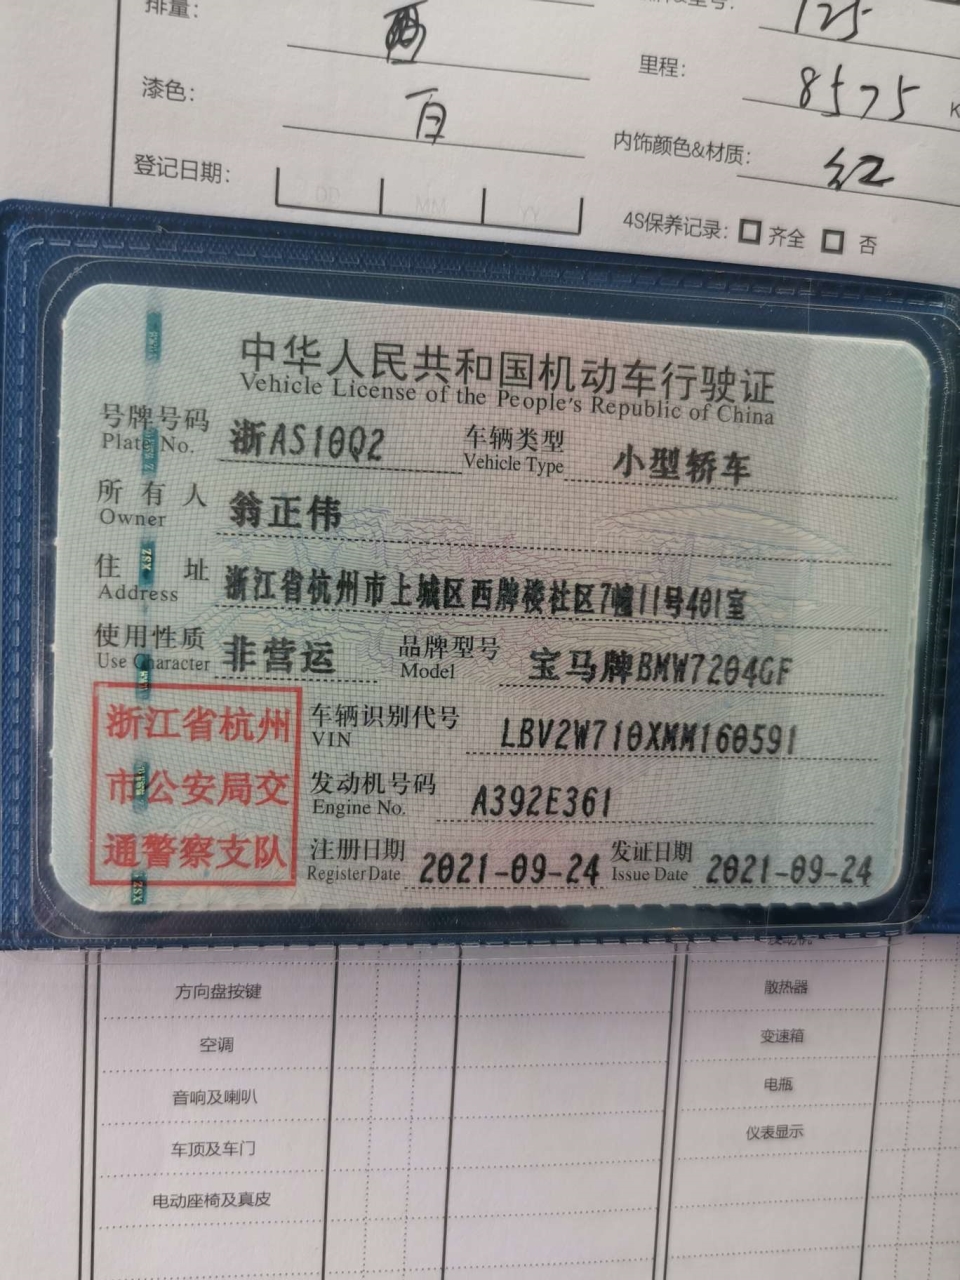 排量:
125
漆色: 白
里程: 8575 K
登记日期: DD MM YY
内饰颜色&材质: 红
4S保养记录: 齐全 否
中华人民共和国机动车行驶证
Vehicle License of the People's Republic of China
号牌号码 浙AS10Q2 车辆类型 小型轿车
Plate No. Vehicle Type
所有人 翁正伟
Owner
住址 浙江省杭州市上城区西牌楼社区7幢11号401室
Address
使用性质 非营运 品牌型号 宝马牌BMW7204GF
Use Character Model
浙江省杭州 车辆识别代号 LBV2W710XMM160591
VIN
市公安局交 发动机号码 A392E361
Engine No.
通警察支队 注册日期 2021-09-24 发证日期 2021-09-24
Register Date Issue Date
方向盘按键 散热器
空调 变速箱
音响及喇叭 电瓶
车顶及车门 仪表显示
电动座椅及真皮